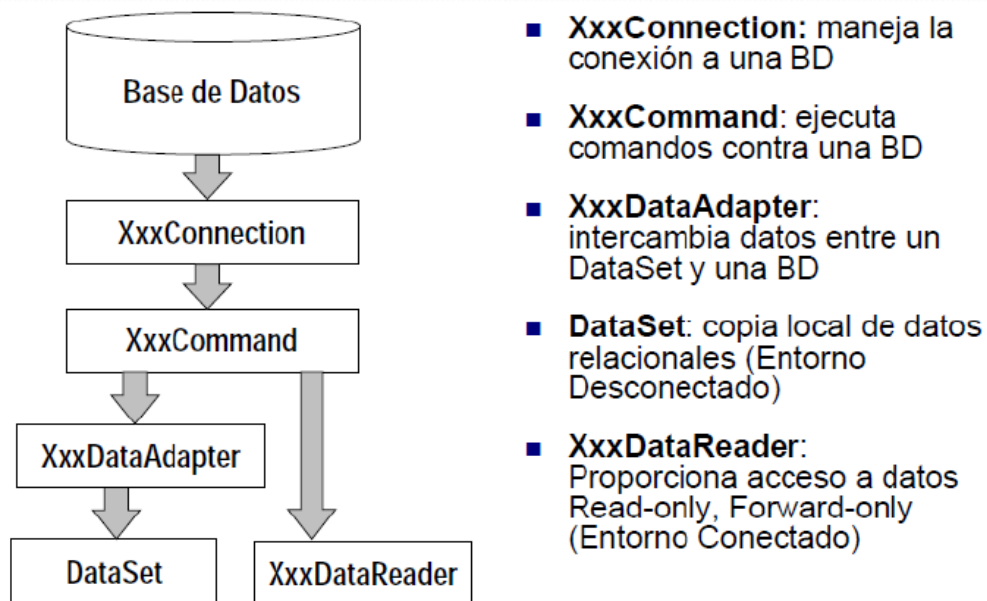 Base de Datos
XxxConnection
XxxCommand
XxxDataAdapter
DataSet
XxxDataReader
■ XxxConnection: maneja la
conexión a una BD
■ XxxCommand: ejecuta
comandos contra una BD
■ XxxDataAdapter:
intercambia datos entre un
DataSet y una BD
■ DataSet: copia local de datos
relacionales (Entorno
Desconectado)
■ XxxDataReader:
Proporciona acceso a datos
Read-only, Forward-only
(Entorno Conectado)